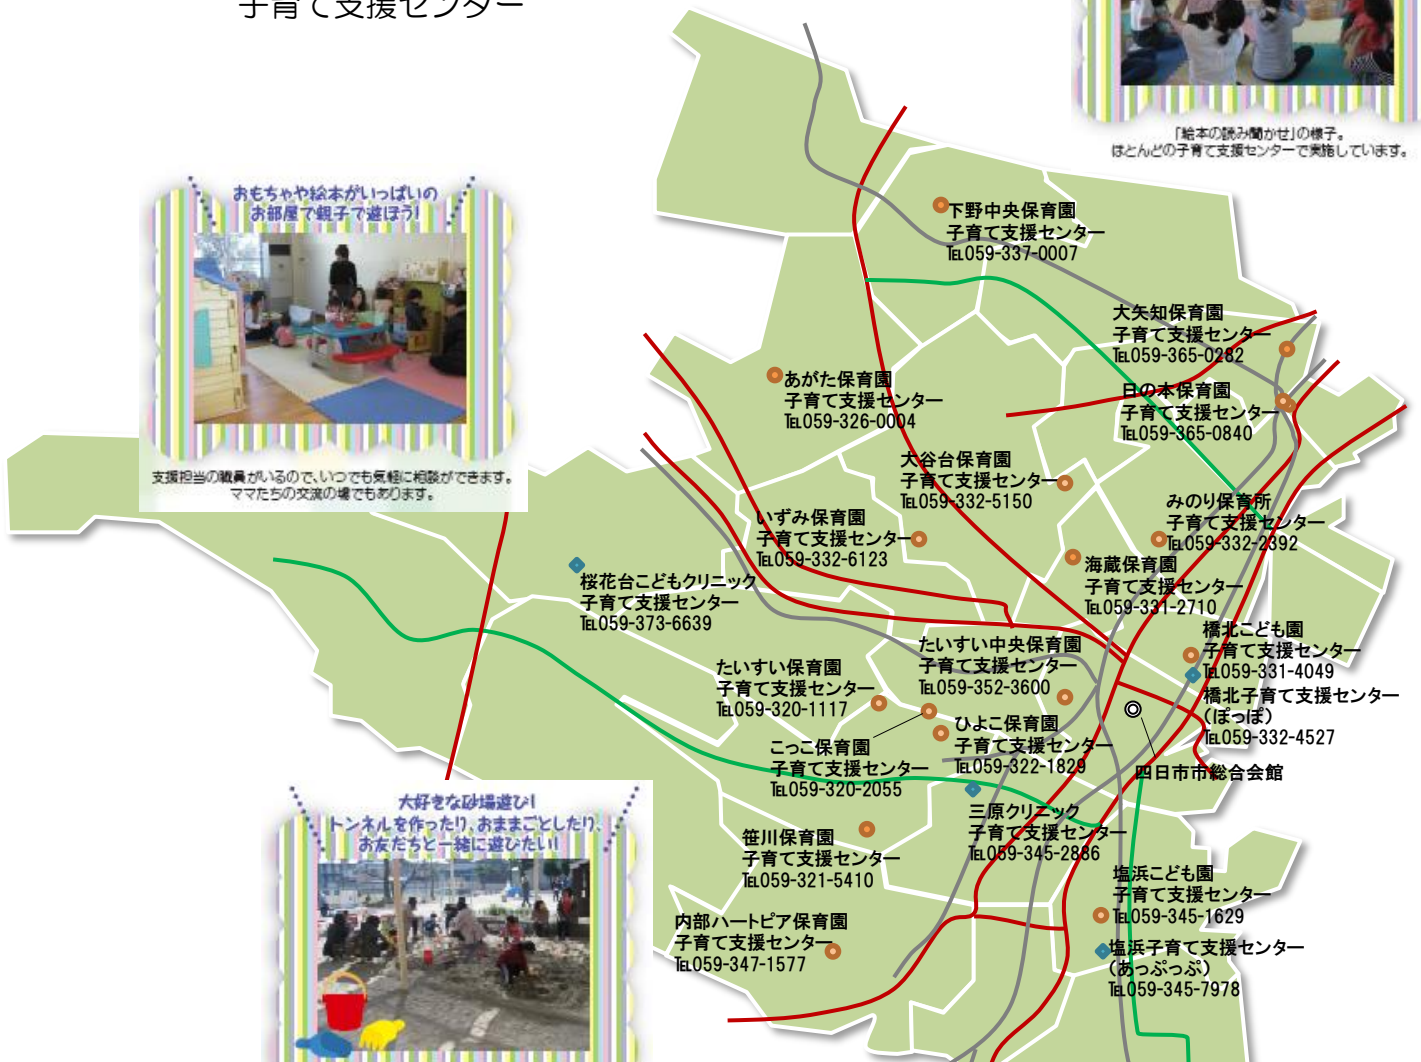 子育て支援センター
「絵本の読み聞かせ」の様子。
ほとんどの子育て支援センターで実施しています。
おもちゃや絵本がいっぱいの
お部屋で親子で遊ぼう!
支援担当の職員がいるので、いつでも気軽に相談ができます。
ママたちの交流の場でもあります。
下野中央保育園
子育て支援センター
℡059-337-0007
大矢知保育園
子育て支援センター
℡059-365-0282
あがた保育園
子育て支援センター
℡059-326-0004
日の本保育園
子育て支援センター
℡059-365-0840
大谷台保育園
子育て支援センター
℡059-332-5150
みのり保育所
子育て支援センター
℡059-332-2392
いずみ保育園
子育て支援センター
℡059-332-6123
海蔵保育園
子育て支援センター
℡059-331-2710
桜花台こどもクリニック
子育て支援センター
℡059-373-6639
橋北こども園
子育て支援センター
℡059-331-4049
たいすい中央保育園
子育て支援センター
℡059-352-3600
たいすい保育園
子育て支援センター
℡059-320-1117
橋北子育て支援センター
(ぽっぽ)
℡059-332-4527
ひよこ保育園
子育て支援センター
℡059-322-1829
こっこ保育園
子育て支援センター
℡059-320-2055
四日市市総合会館
三原クリニック
子育て支援センター
℡059-345-2886
笹川保育園
子育て支援センター
℡059-321-5410
塩浜こども園
子育て支援センター
℡059-345-1629
内部ハートピア保育園
子育て支援センター
℡059-347-1577
塩浜子育て支援センター
(あっぷっぷ)
℡059-345-7978
大好きな砂場遊び!
トンネルを作ったり、おままごとしたり、
お友だちと一緒に遊びたい!